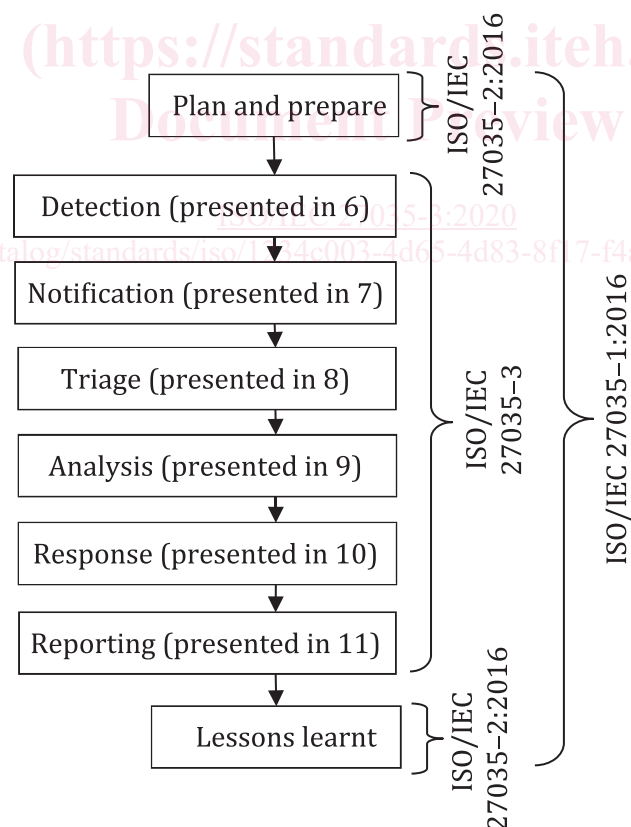 (https://standards.iteh.
Document Preview
Plan and prepare
ISO/IEC
27035–2:2016
Detection (presented in 6)
ISO/IEC 27035-3:2020
Notification (presented in 7)
Triage (presented in 8)
Analysis (presented in 9)
Response (presented in 10)
Reporting (presented in 11)
ISO/IEC
27035–3
Lessons learnt
ISO/IEC
27035–2:2016
ISO/IEC 27035–1:2016